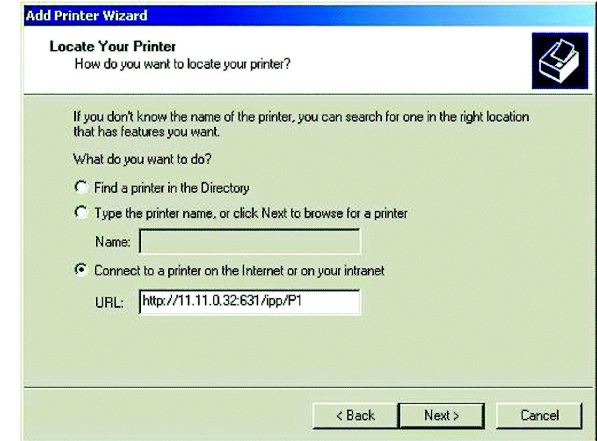 Add Printer Wizard
Locate Your Printer
How do you want to locate your printer?
If you don't know the name of the printer, you can search for one in the right location
that has features you want.
What do you want to do?
Find a printer in the Directory
Type the printer name, or click Next to browse for a printer
Name:
Connect to a printer on the Internet or on your intranet
URL: http://11.11.0.32:631/ipp/P1
< Back Next > Cancel